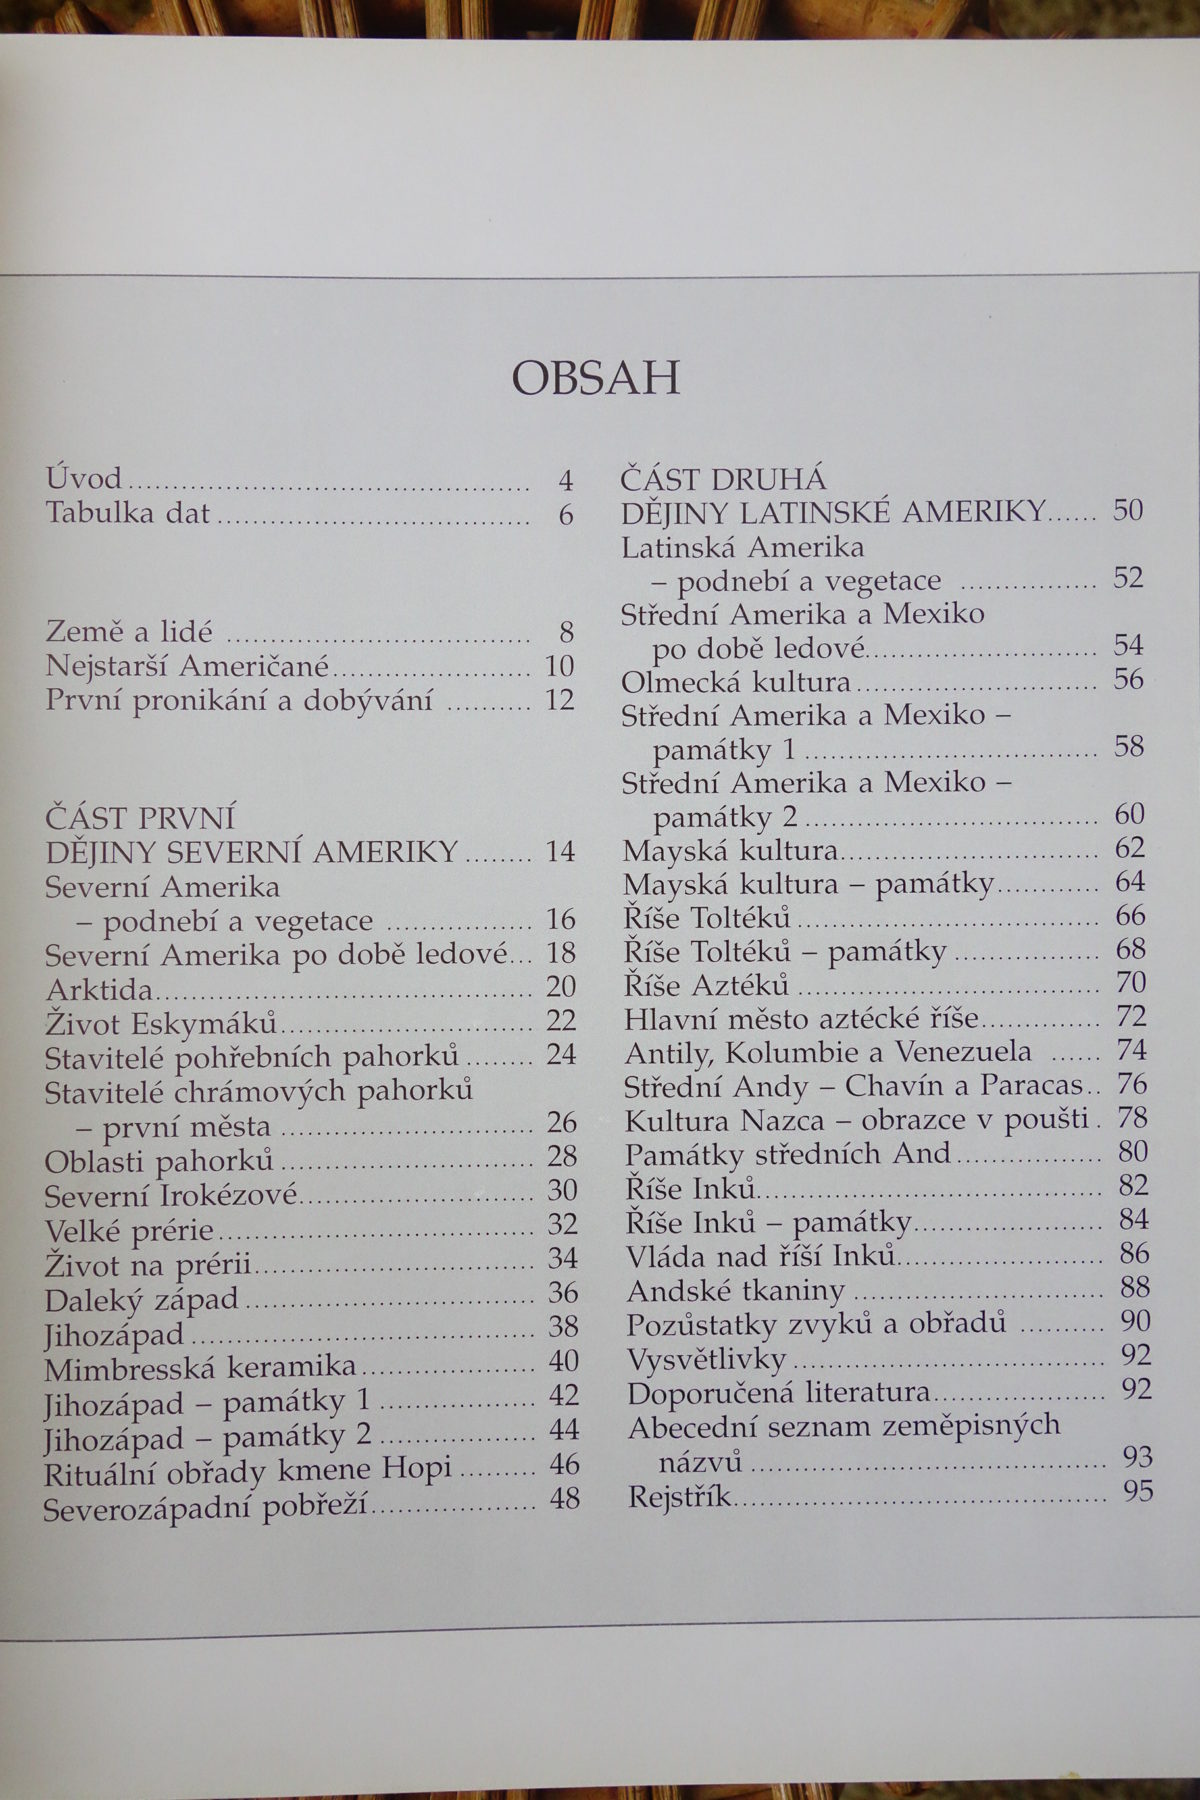 OBSAH
Úvod 4
Tabulka dat 6
Země a lidé 8
Nejstarší Američané 10
První pronikání a dobývání 12
ČÁST PRVNÍ
DĚJINY SEVERNÍ AMERIKY 14
Severní Amerika
– podnebí a vegetace 16
Severní Amerika po době ledové 18
Arktida 20
Život Eskymáků 22
Stavitelé pohřebních pahorků 24
Stavitelé chrámových pahorků
– první města 26
Oblasti pahorků 28
Severní Irokézové 30
Velké prérie 32
Život na prérii 34
Daleký západ 36
Jihozápad 38
Mimbresská keramika 40
Jihozápad – památky 1 42
Jihozápad – památky 2 44
Rituální obřady kmene Hopi 46
Severozápadní pobřeží 48
ČÁST DRUHÁ
DĚJINY LATINSKÉ AMERIKY 50
Latinská Amerika
– podnebí a vegetace 52
Střední Amerika a Mexiko
po době ledové 54
Olmecká kultura 56
Střední Amerika a Mexiko –
památky 1 58
Střední Amerika a Mexiko –
památky 2 60
Mayská kultura 62
Mayská kultura – památky 64
Říše Toltéků 66
Říše Toltéků – památky 68
Říše Aztéků 70
Hlavní město aztécké říše 72
Antily, Kolumbie a Venezuela 74
Střední Andy – Chavín a Paracas 76
Kultura Nazca – obrazce v poušti 78
Památky středních And 80
Říše Inků 82
Říše Inků – památky 84
Vláda nad říší Inků 86
Andské tkaniny 88
Pozůstatky zvyků a obřadů 90
Vysvětlivky 92
Doporučená literatura 92
Abecední seznam zeměpisných
názvů 93
Rejstřík 95